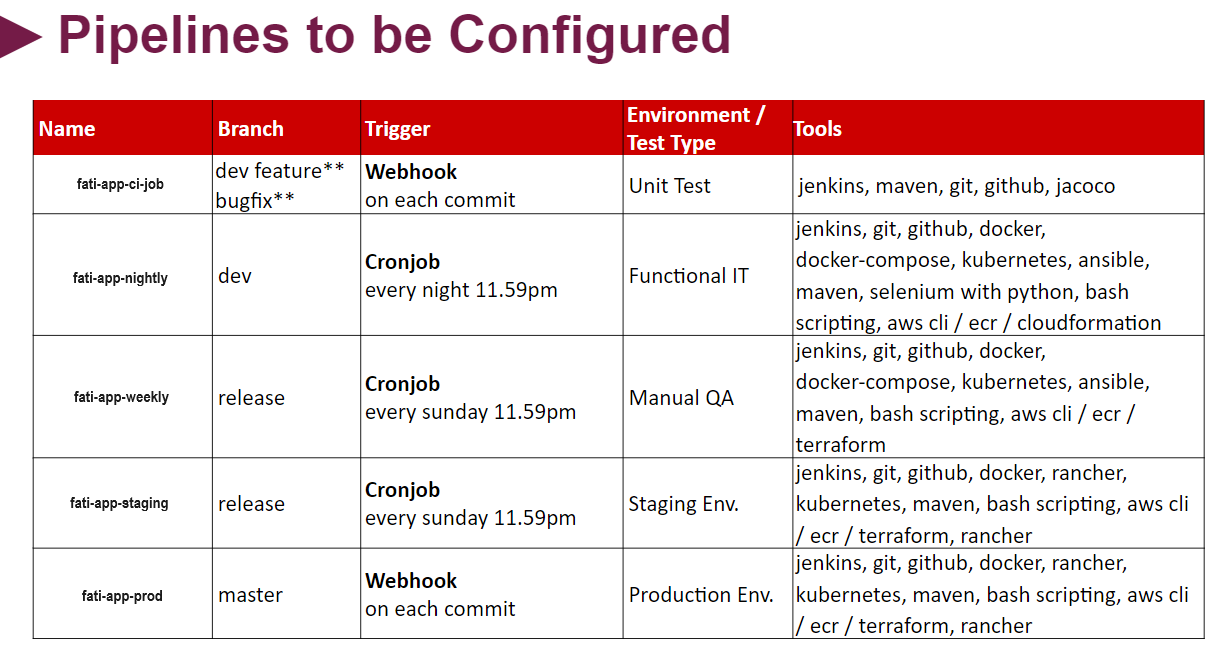 Pipelines to be Configured
Name
Branch
Trigger
Environment /
Test Type
Tools
fati-app-ci-job
dev feature**
bugfix**
Webhook
on each commit
Unit Test
jenkins, maven, git, github, jacoco
fati-app-nightly
dev
Cronjob
every night 11.59pm
Functional IT
jenkins, git, github, docker,
docker-compose, kubernetes, ansible,
maven, selenium with python, bash
scripting, aws cli / ecr / cloudformation
fati-app-weekly
release
Cronjob
every sunday 11.59pm
Manual QA
jenkins, git, github, docker,
docker-compose, kubernetes, ansible,
maven, bash scripting, aws cli / ecr /
terraform
fati-app-staging
release
Cronjob
every sunday 11.59pm
Staging Env.
jenkins, git, github, docker, rancher,
kubernetes, maven, bash scripting, aws cli
/ ecr / terraform, rancher
fati-app-prod
master
Webhook
on each commit
Production Env.
jenkins, git, github, docker, rancher,
kubernetes, maven, bash scripting, aws cli
/ ecr / terraform, rancher